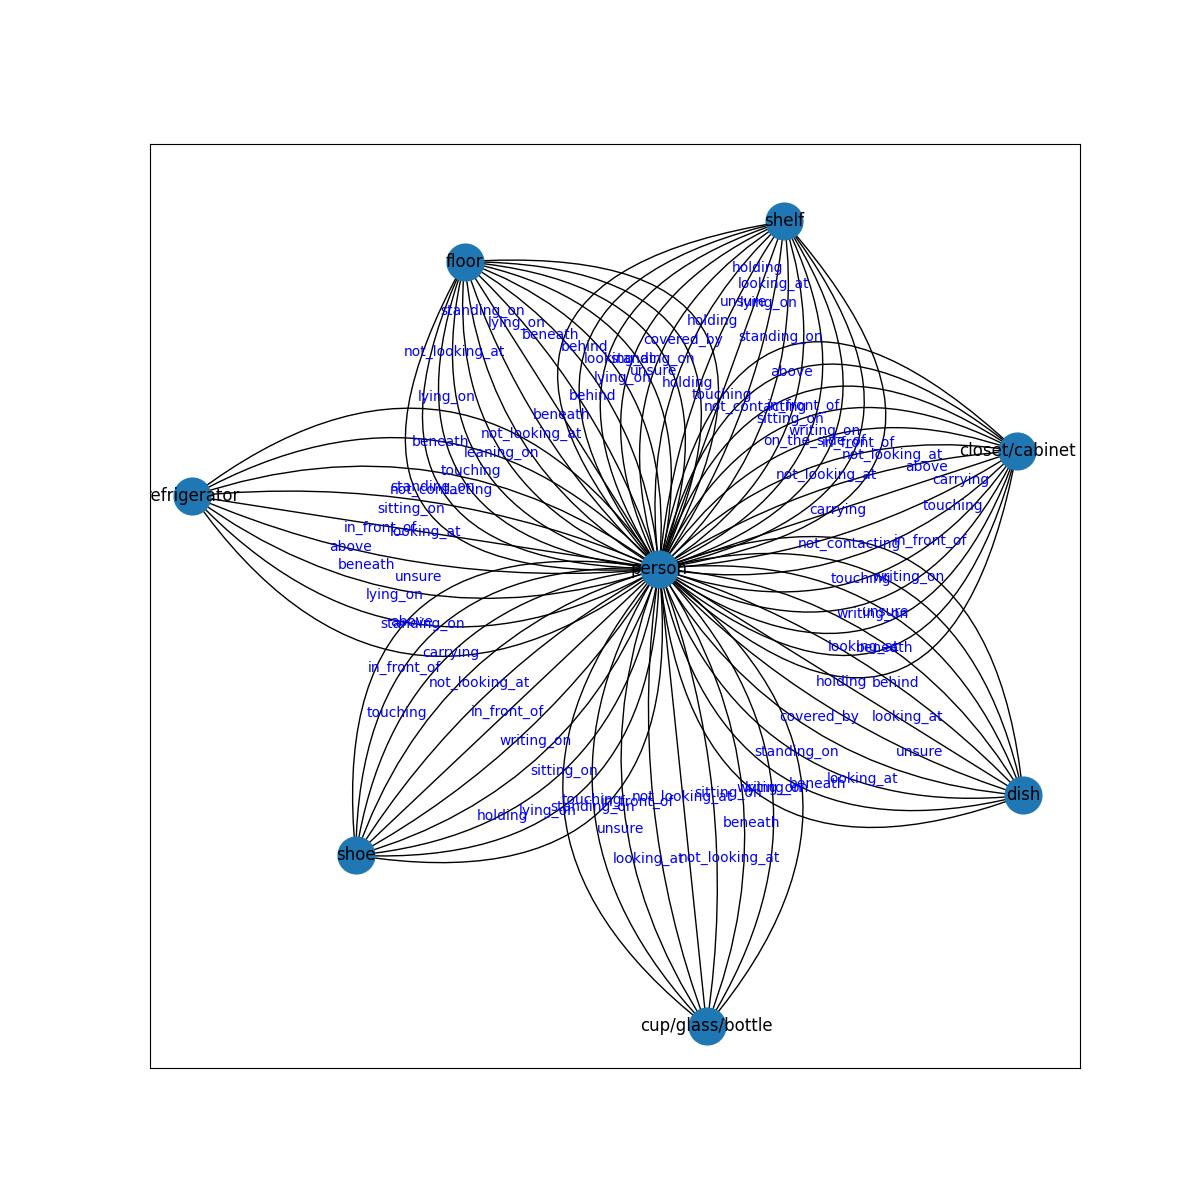 shelf
floor
holding
looking_at
unsure
lying_on
standing_on
holding
lying_on
beneath
standing_on
covered_by
behind
not_looking_at
looking_at
standing_on
unsure
above
lying_on
holding
behind
touching
lying_on
not_contacting
in_front_of
beneath
sitting_on
writing_on
not_looking_at
on_the_side_of
in_front_of
beneath
leaning_on
not_looking_at
closet/cabinet
touching
above
not_looking_at
carrying
standing_on
not_contacting
efrigerator
sitting_on
carrying
touching
in_front_of
looking_at
above
not_contacting
in_front_of
beneath
person
unsure
touching
writing_on
lying_on
writing_on
unsure
above
standing_on
looking_at
beneath
carrying
in_front_of
not_looking_at
holding
behind
touching
in_front_of
covered_by
looking_at
writing_on
standing_on
unsure
sitting_on
looking_at
beneath
touching
in_front_of
not_looking_at
sitting_on
writing_on
dish
holding
lying_on
standing_on
unsure
beneath
shoe
looking_at
not_looking_at
cup/glass/bottle